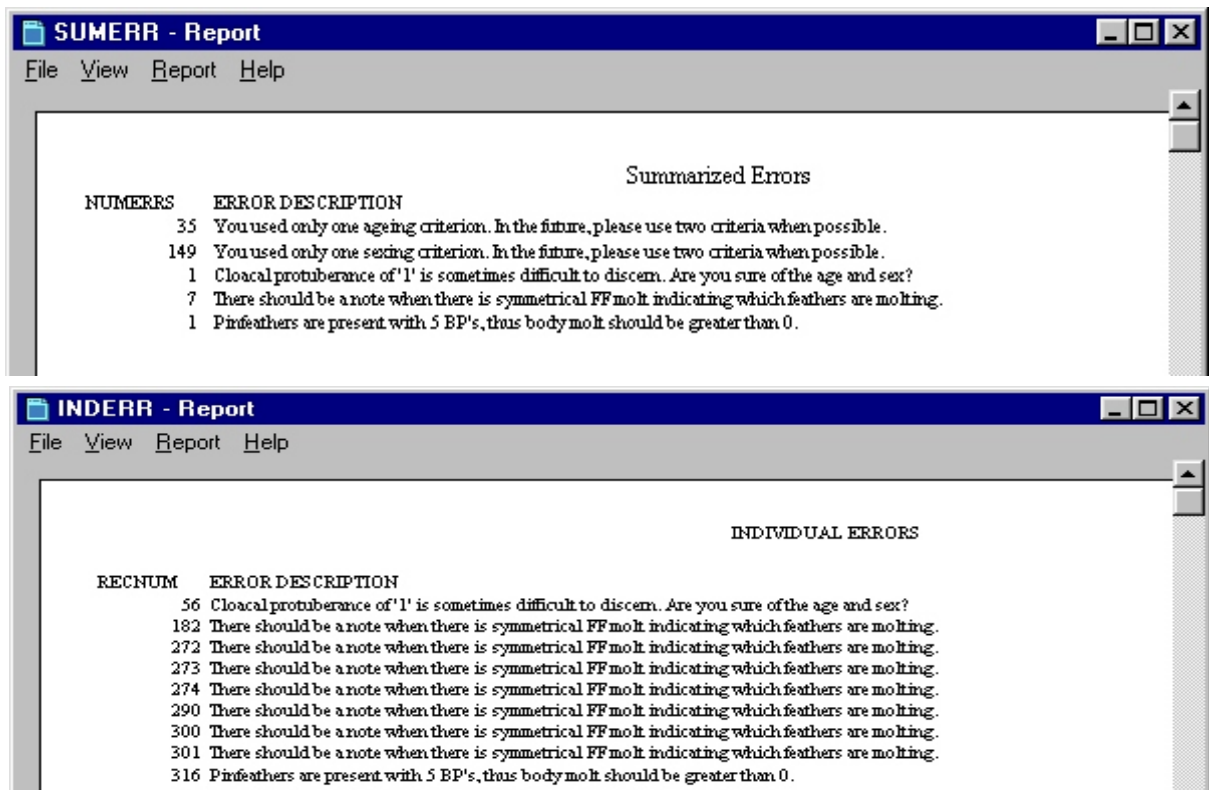 SUMERR - Report
File View Report Help
Summarized Errors
NUMERRS ERROR DESCRIPTION
35 You used only one ageing criterion. In the future, please use two criteria when possible.
149 You used only one sexing criterion. In the future, please use two criteria when possible.
1 Cloacal protuberance of '1' is sometimes difficult to discern. Are you sure of the age and sex?
7 There should be a note when there is symmetrical FF molt indicating which feathers are molting.
1 Pinfeathers are present with 5 BP's, thus body molt should be greater than 0.
INDERR - Report
File View Report Help
INDIVIDUAL ERRORS
RECNUM ERROR DESCRIPTION
56 Cloacal protuberance of '1' is sometimes difficult to discern. Are you sure of the age and sex?
182 There should be a note when there is symmetrical FF molt indicating which feathers are molting.
272 There should be a note when there is symmetrical FF molt indicating which feathers are molting.
273 There should be a note when there is symmetrical FF molt indicating which feathers are molting.
274 There should be a note when there is symmetrical FF molt indicating which feathers are molting.
290 There should be a note when there is symmetrical FF molt indicating which feathers are molting.
300 There should be a note when there is symmetrical FF molt indicating which feathers are molting.
301 There should be a note when there is symmetrical FF molt indicating which feathers are molting.
316 Pinfeathers are present with 5 BP's, thus body molt should be greater than 0.